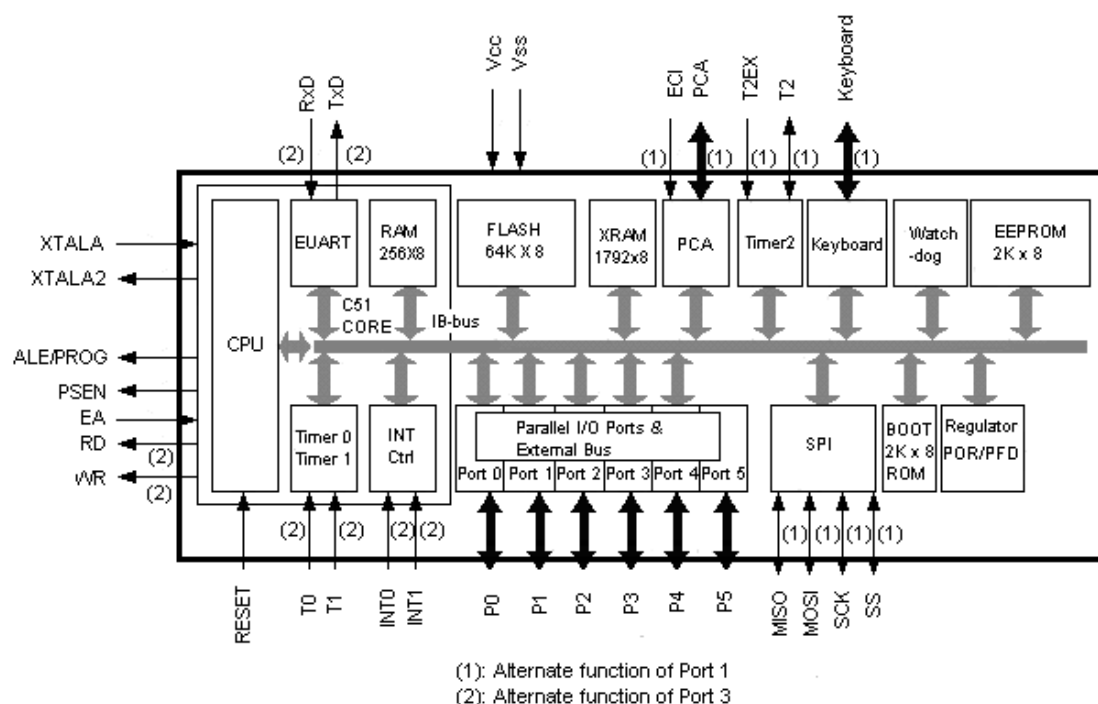 RxD
TxD
Vcc
Vss
ECI
PCA
T2EX
T2
Keyboard
(2)
(2)
(1)
(1)
(1)
(1)
(1)
XTALA
XTALA2
ALE/PROG
PSEN
EA
RD
(2)
WR
(2)
CPU
EUART
RAM
256X8
C51
CORE
IB-bus
FLASH
64K X 8
XRAM
1792x8
PCA
Timer2
Keyboard
Watch
-dog
EEPROM
2K x 8
Timer 0
Timer 1
INT
Ctrl
Parallel I/O Ports &
External Bus
Port 0
Port 1
Port 2
Port 3
Port 4
Port 5
SPI
BOOT
2K x 8
ROM
Regulator
POR/PFD
(2)
(2)
(2)
(2)
(1)
(1)
(1)
(1)
RESET
T0
T1
INT0
INT1
P0
P1
P2
P3
P4
P5
MISO
MOSI
SCK
SS
(1): Alternate function of Port 1
(2): Alternate function of Port 3